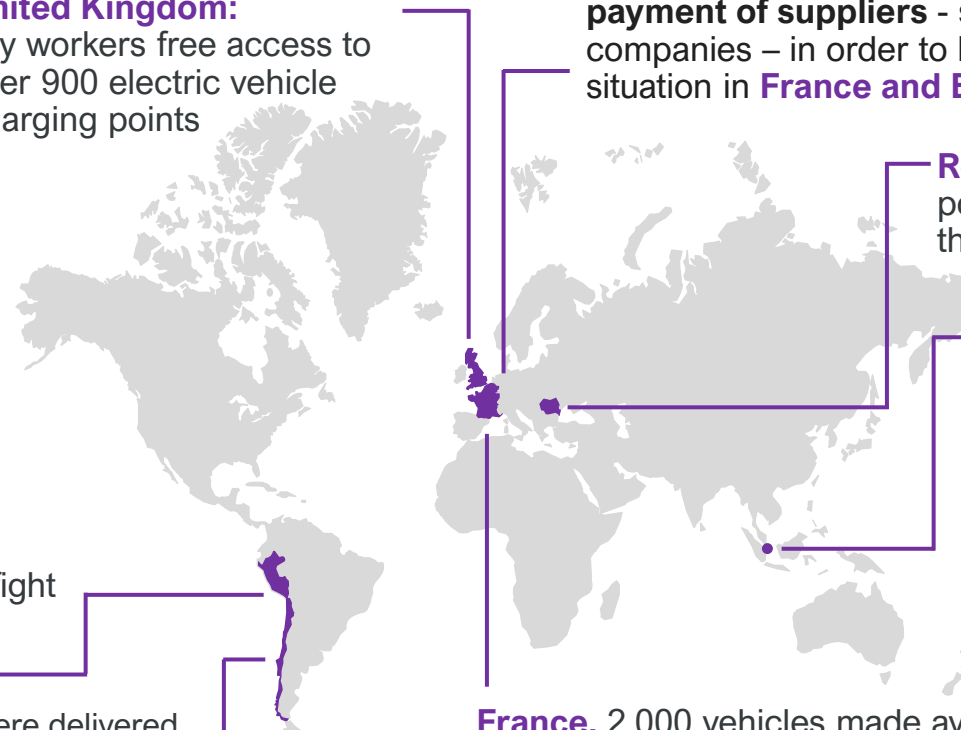 nited Kingdom:
y workers free access to
er 900 electric vehicle
arging points
payment of suppliers - s
companies – in order to
situation in France and
R
po
th
ight
ere delivered
France, 2 000 vehicles made av